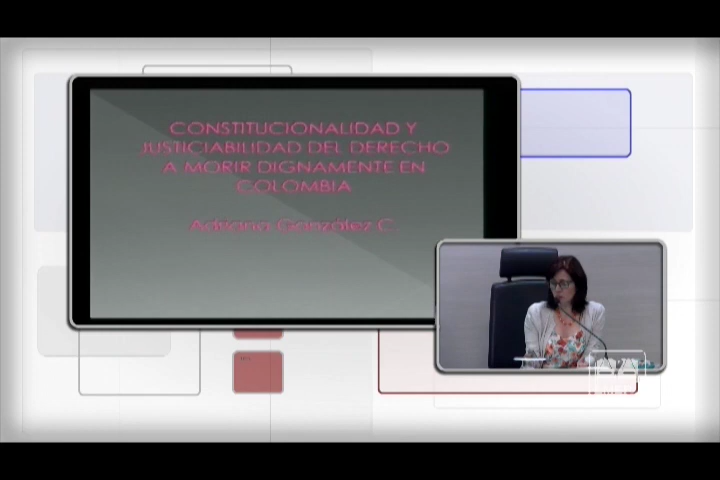 CONSTITUCIONALIDAD Y
JUSTICIABILIDAD DEL DERECHO
A MORIR DIGNAMENTE EN
COLOMBIA
Adriana González C.